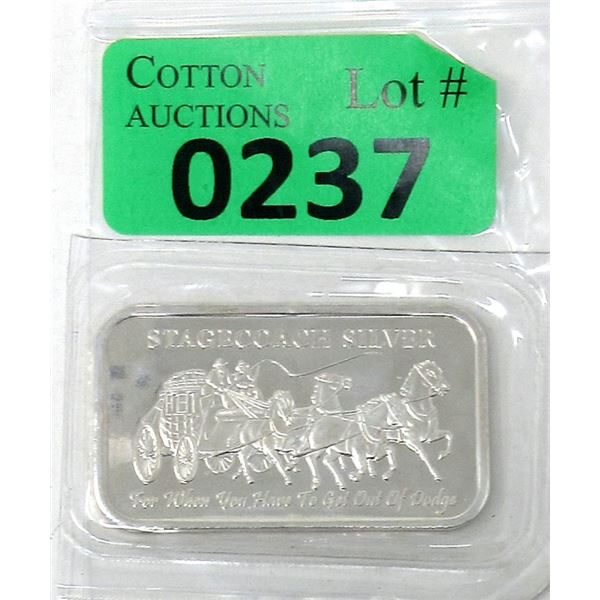 COTTON
AUCTIONS
Lot #
0237
STAGECOACH SILVER
For When You Have To Get Out Of Dodge